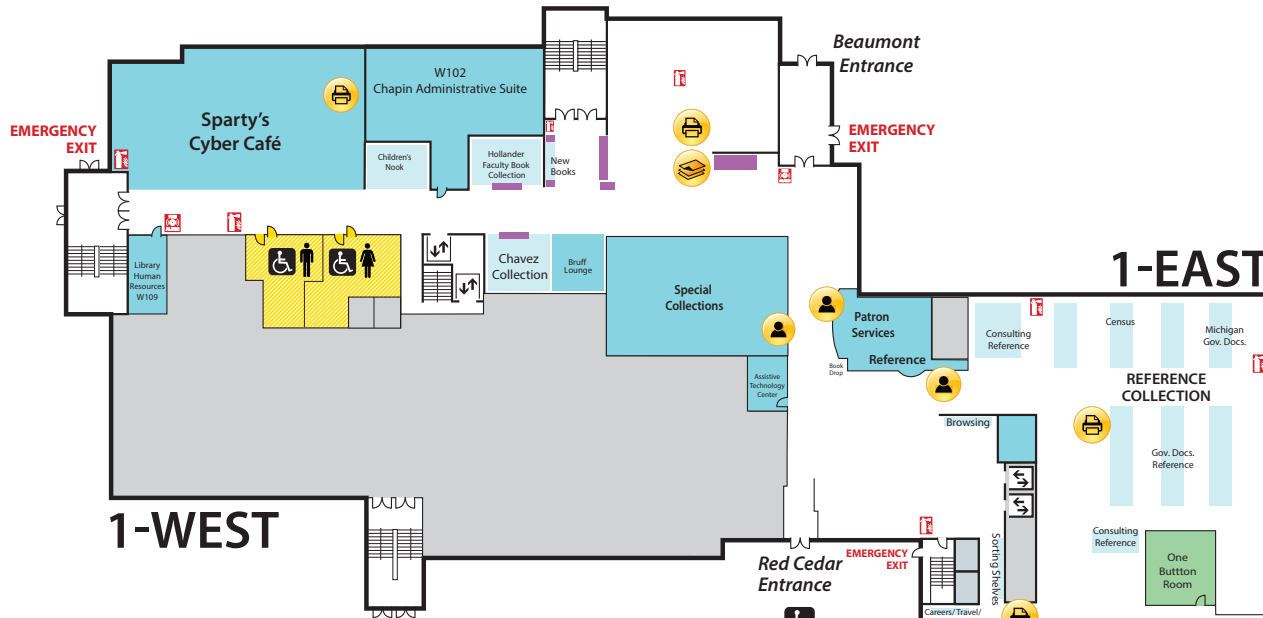 Beaumont
Entrance
W102
Chapin Administrative Suite
Sparty's
Cyber Café
EMERGENCY
EXIT
EMERGENCY
EXIT
Children's
Nook
Hollander
Faculty Book
Collection
New
Books
Library
Human
Resources
W109
Chavez
Collection
Bruff
Lounge
Special
Collections
1-EAST
Patron
Services
Reference
Book
Drop
Consulting
Reference
Census
Michigan
Gov. Docs.
REFERENCE
COLLECTION
Assistive
Technology
Center
Browsing
Gov. Docs.
Reference
1-WEST
Red Cedar
Entrance
EMERGENCY
EXIT
Sorting Shelves
Consulting
Reference
One
Buttton
Room
Careers/Travel/